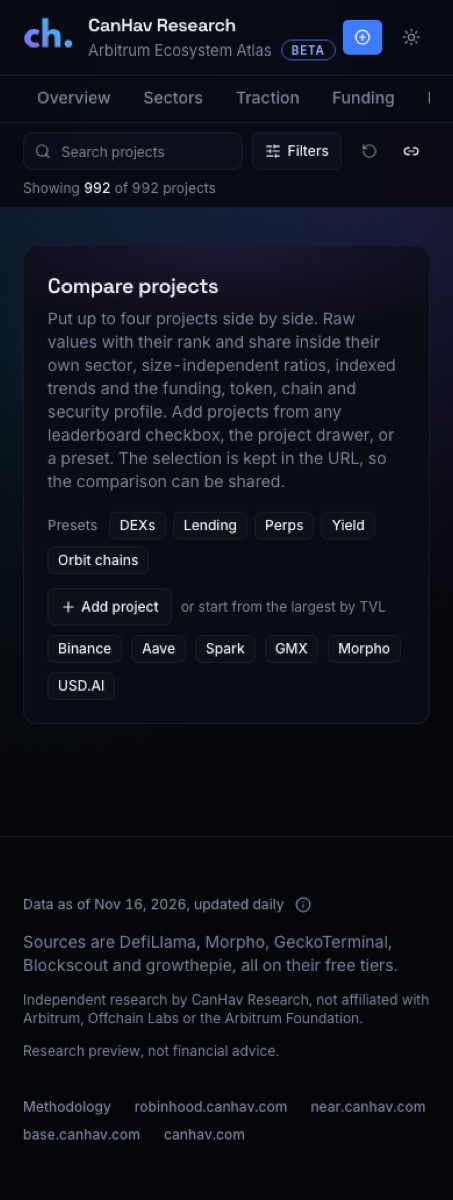 ch.
CanHav Research
Arbitrum Ecosystem Atlas BETA
Overview Sectors Traction Funding
Search projects Filters
Showing 992 of 992 projects
Compare projects
Put up to four projects side by side. Raw
values with their rank and share inside their
own sector, size-independent ratios, indexed
trends and the funding, token, chain and
security profile. Add projects from any
leaderboard checkbox, the project drawer, or
a preset. The selection is kept in the URL, so
the comparison can be shared.
Presets DEXs Lending Perps Yield
Orbit chains
+ Add project or start from the largest by TVL
Binance Aave Spark GMX Morpho
USD.AI
Data as of Nov 16, 2026, updated daily
Sources are DefiLlama, Morpho, GeckoTerminal,
Blockscout and growthepie, all on their free tiers.
Independent research by CanHav Research, not affiliated with
Arbitrum, Offchain Labs or the Arbitrum Foundation.
Research preview, not financial advice.
Methodology robinhood.canhav.com near.canhav.com
base.canhav.com canhav.com